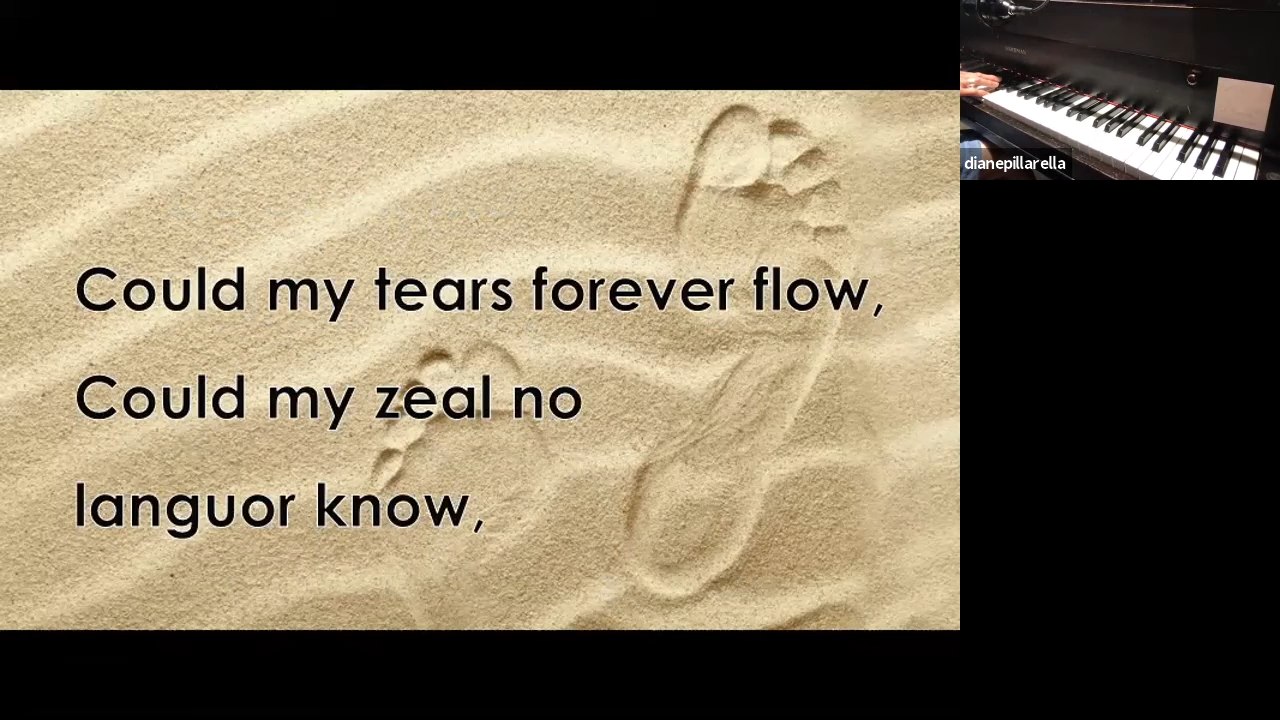 Could my tears forever flow,
Could my zeal no
languor know,
dianepillarella